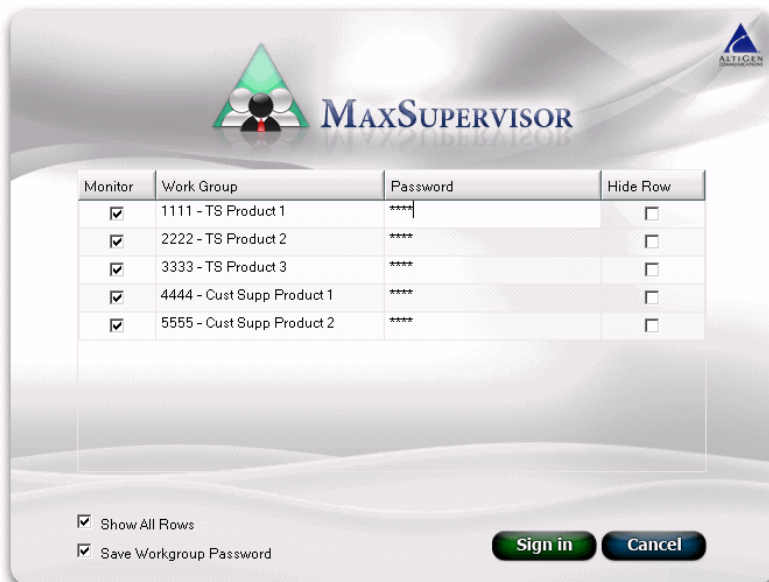 ALTIGEN
COMMUNICATIONS
MAXSUPERVISOR
Monitor Work Group Password Hide Row
1111 - TS Product 1 ****
2222 - TS Product 2 ****
3333 - TS Product 3 ****
4444 - Cust Supp Product 1 ****
5555 - Cust Supp Product 2 ****
Show All Rows
Save Workgroup Password
Sign in Cancel